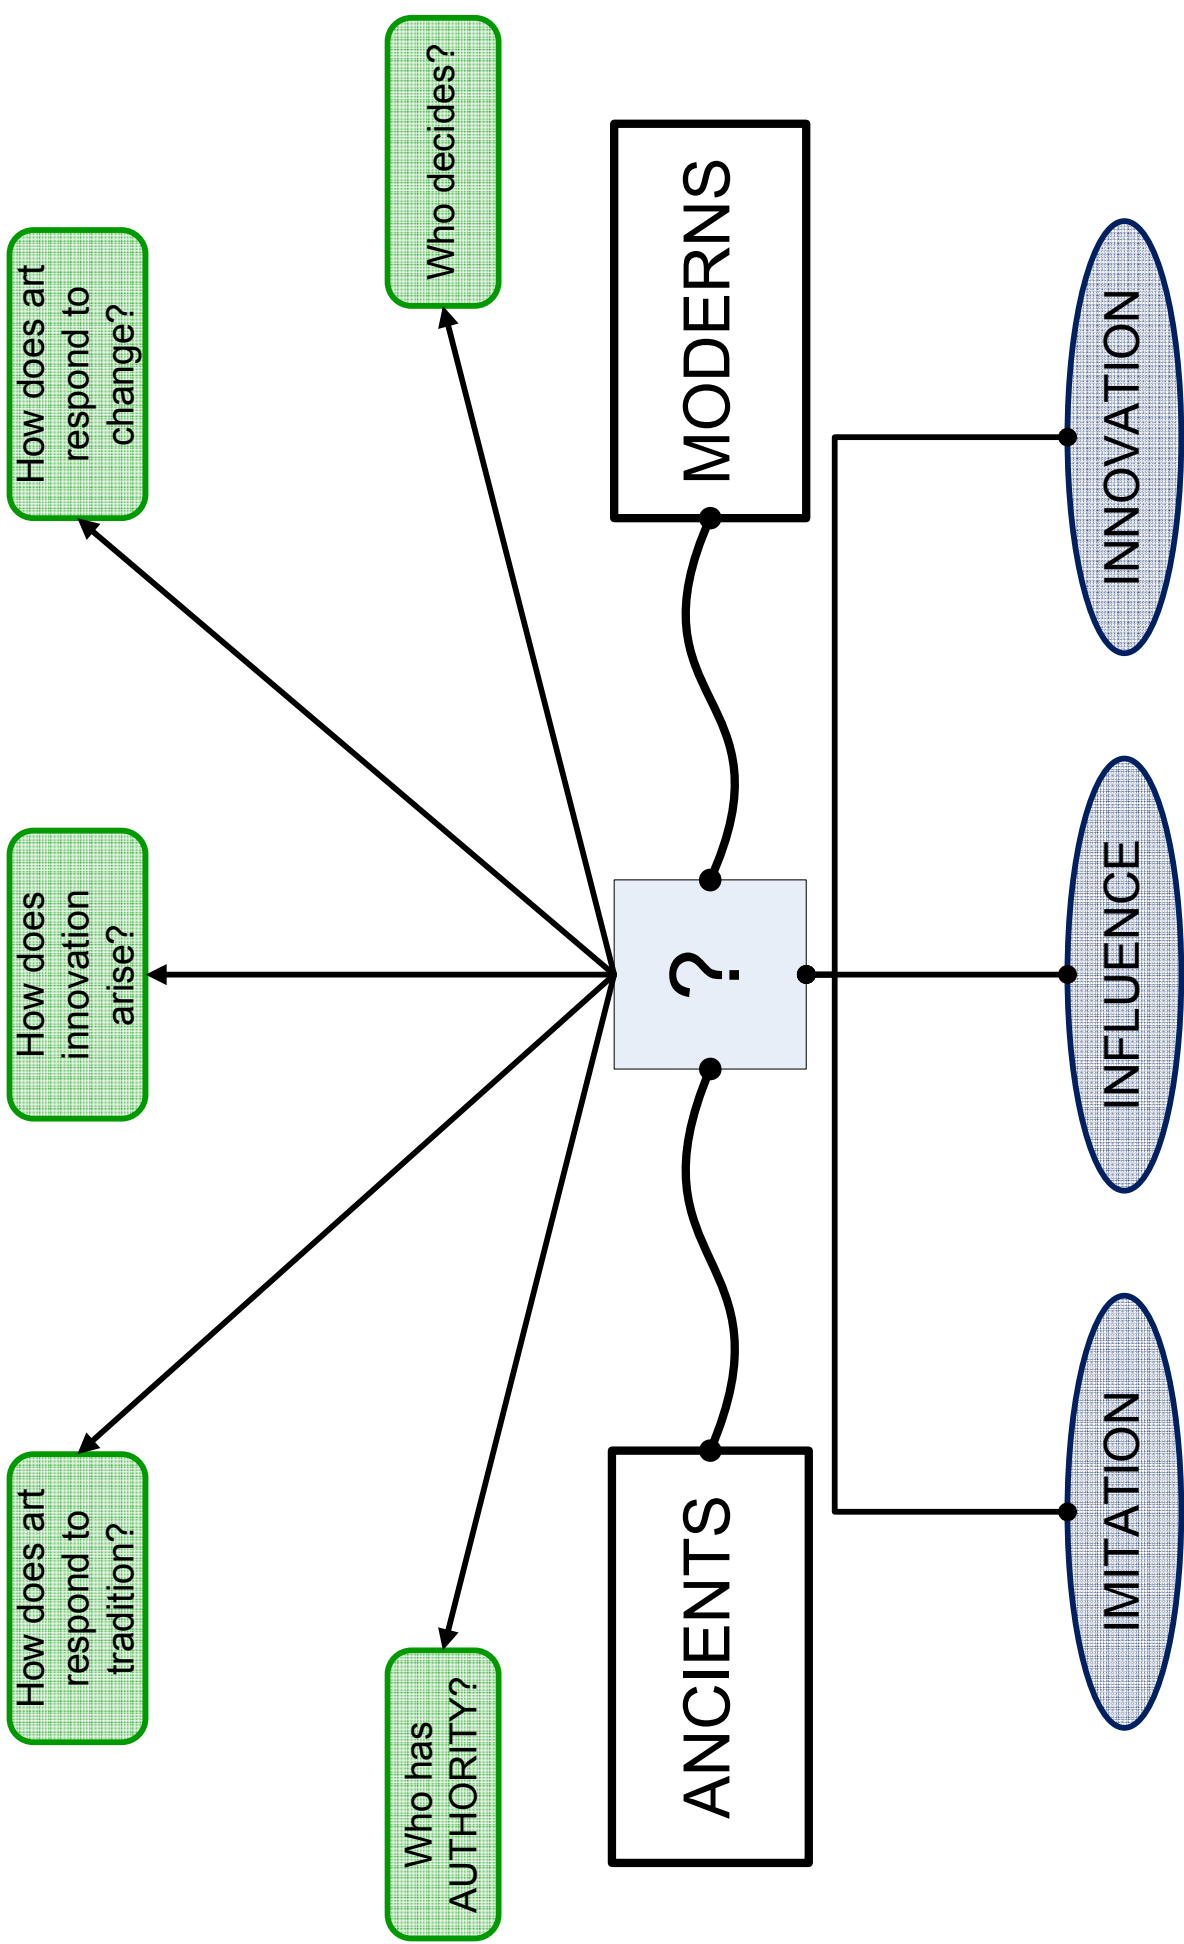 How does art
respond to
tradition?
How does
innovation
arise?
How does art
respond to
change?
Who has
AUTHORITY?
Who decides?
ANCIENTS
?
MODERNS
IMITATION
INFLUENCE
INNOVATION